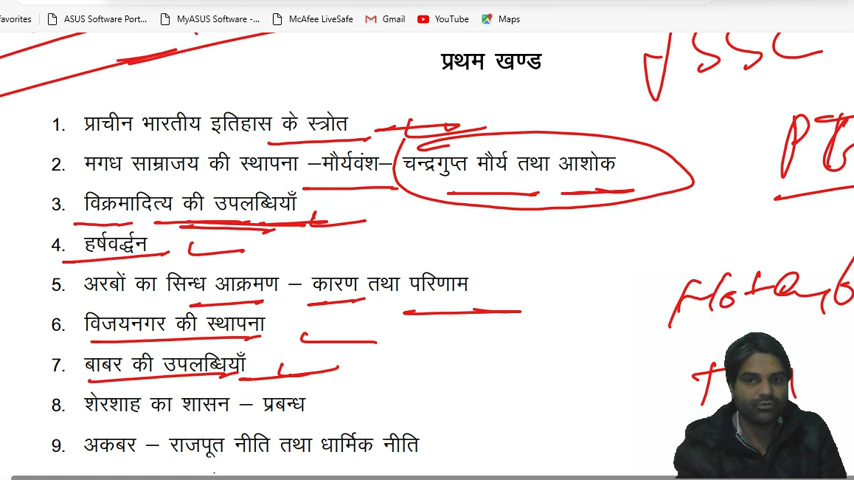 avorites ASUS Software Port... MyASUS Software -... McAfee LiveSafe Gmail YouTube Maps
प्रथम खण्ड
JSSC
1. प्राचीन भारतीय इतिहास के स्त्रोत
2. मगध साम्राजय की स्थापना –मौर्यवंश– चन्द्रगुप्त मौर्य तथा आशोक
3. विक्रमादित्य की उपलब्धियाँ
4. हर्षवर्द्धन
5. अरबों का सिन्ध आक्रमण – कारण तथा परिणाम
6. विजयनगर की स्थापना
7. बाबर की उपलब्धियाँ
8. शेरशाह का शासन – प्रबन्ध
9. अकबर – राजपूत नीति तथा धार्मिक नीति